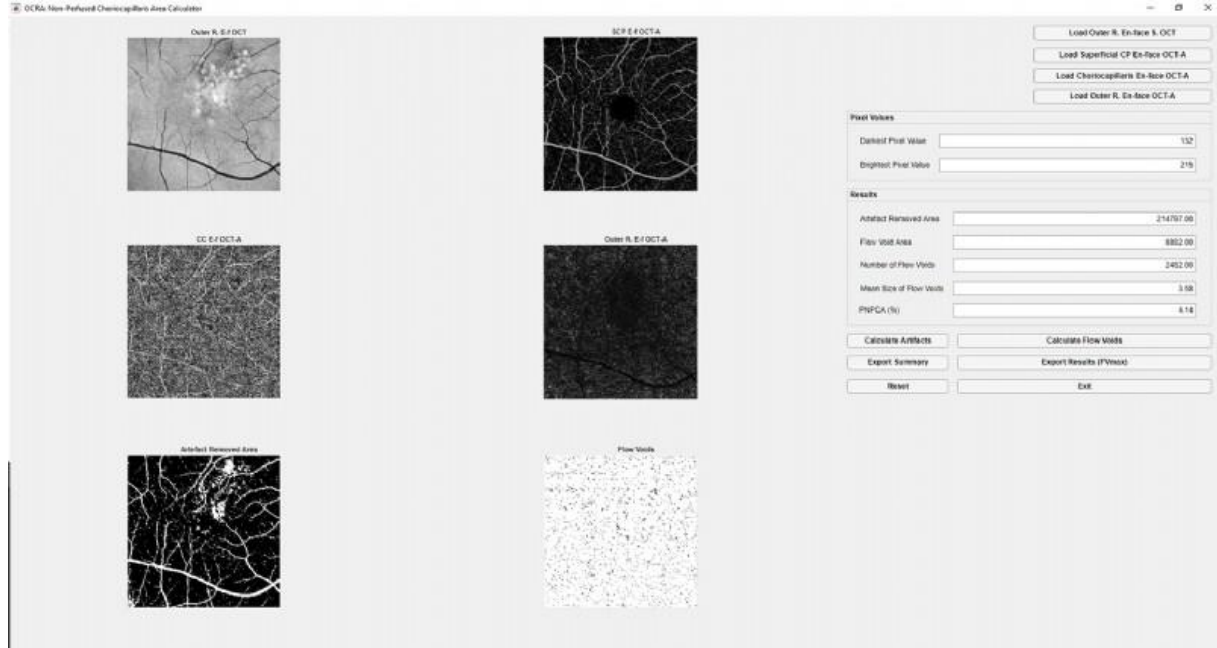 OCRA: Non-Perfused Choriocapillaris Area Calculator
Outer R. E-f OCT
SCP E-f OCT-A
CC E-f OCT-A
Outer R. E-f OCT-A
Artefact Removed Area
Flow Voids
Load Outer R. En-face S. OCT
Load Superficial CP En-face OCT-A
Load Choriocapillaris En-face OCT-A
Load Outer R. En-face OCT-A
Pixel Values
Darkest Pixel Value
132
Brightest Pixel Value
215
Results
Artefact Removed Area
214797.00
Flow Void Area
8882.00
Number of Flow Voids
2482.00
Mean Size of Flow Voids
3.58
PNPCA (%)
4.14
Calculate Artifacts
Calculate Flow Voids
Export Summary
Export Results (FVmax)
Reset
Exit